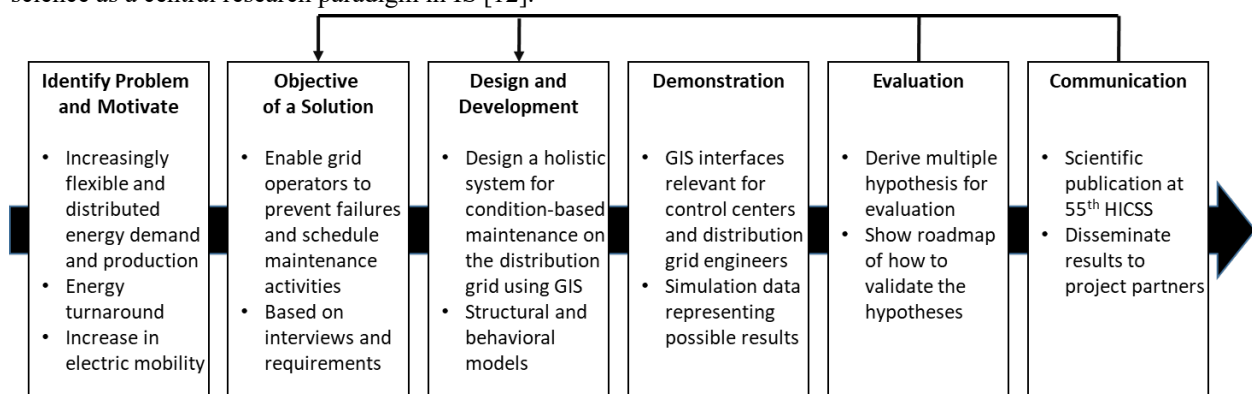 science as a central research paradigm in IS [12].
Identify Problem
and Motivate
• Increasingly
flexible and
distributed
energy demand
and production
• Energy
turnaround
• Increase in
electric mobility
Objective
of a Solution
• Enable grid
operators to
prevent failures
and schedule
maintenance
activities
• Based on
interviews and
requirements
Design and
Development
• Design a holistic
system for
condition-based
maintenance on
the distribution
grid using GIS
• Structural and
behavioral
models
Demonstration
• GIS interfaces
relevant for
control centers
and distribution
grid engineers
• Simulation data
representing
possible results
Evaluation
• Derive multiple
hypothesis for
evaluation
• Show roadmap
of how to
validate the
hypotheses
Communication
• Scientific
publication at
55th HICSS
• Disseminate
results to
project partners